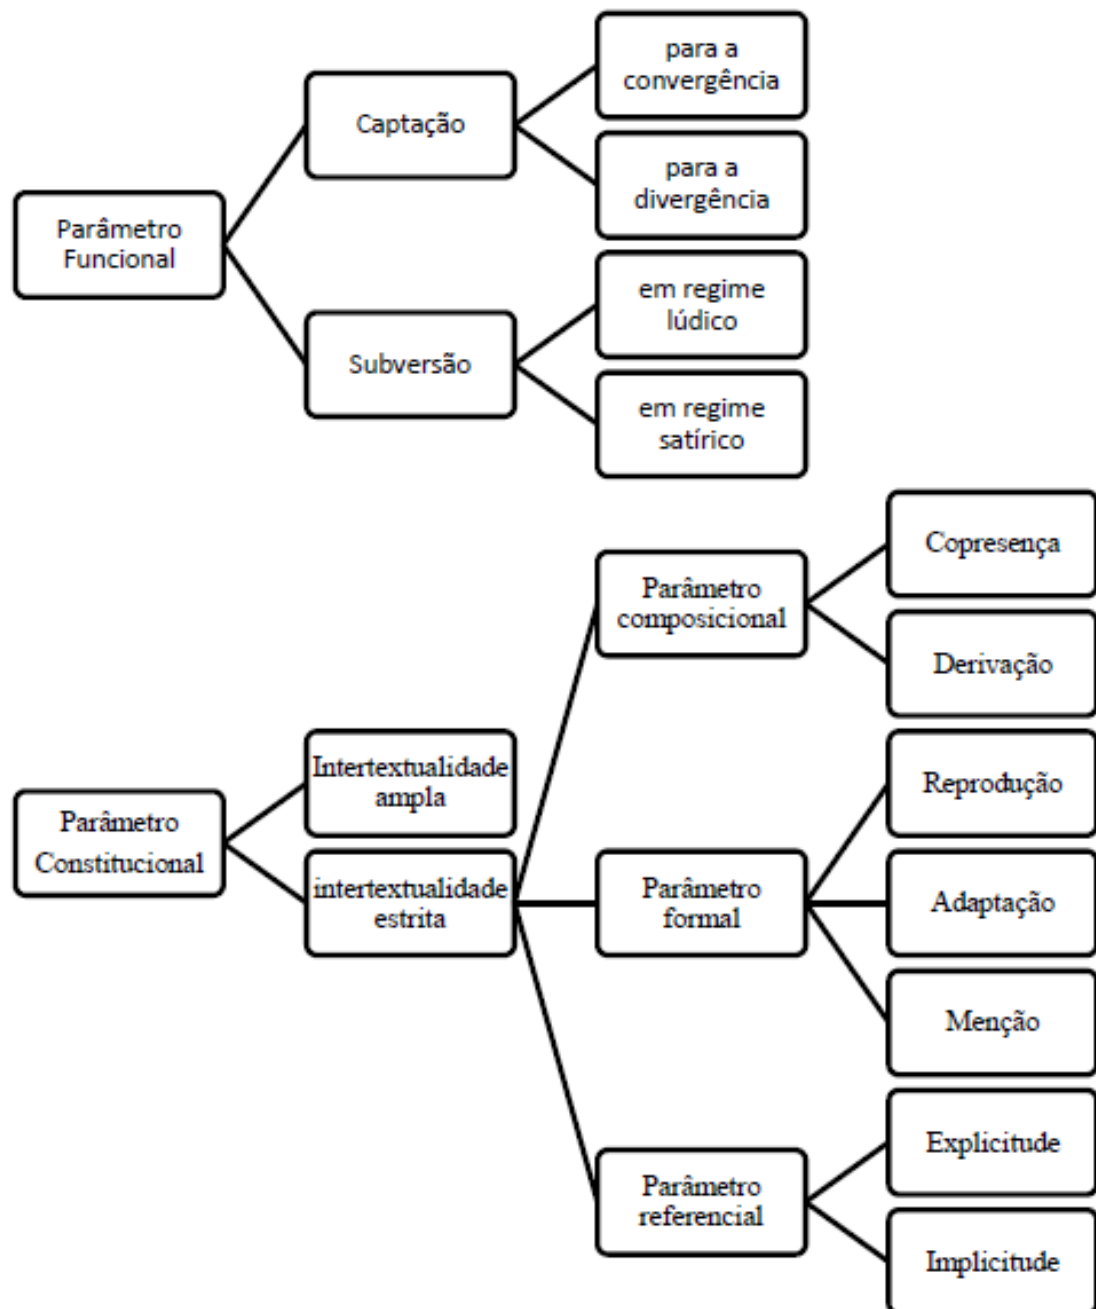 para a
convergência
Captação
para a
divergência
Parâmetro
Funcional
em regime
lúdico
Subversão
em regime
satírico
Copresença
Parâmetro
composicional
Derivação
Intertextualidade
ampla
Reprodução
Parâmetro
Constitucional
intertextualidade
estrita
Parâmetro
formal
Adaptação
Menção
Explicitude
Parâmetro
referencial
Implicitude